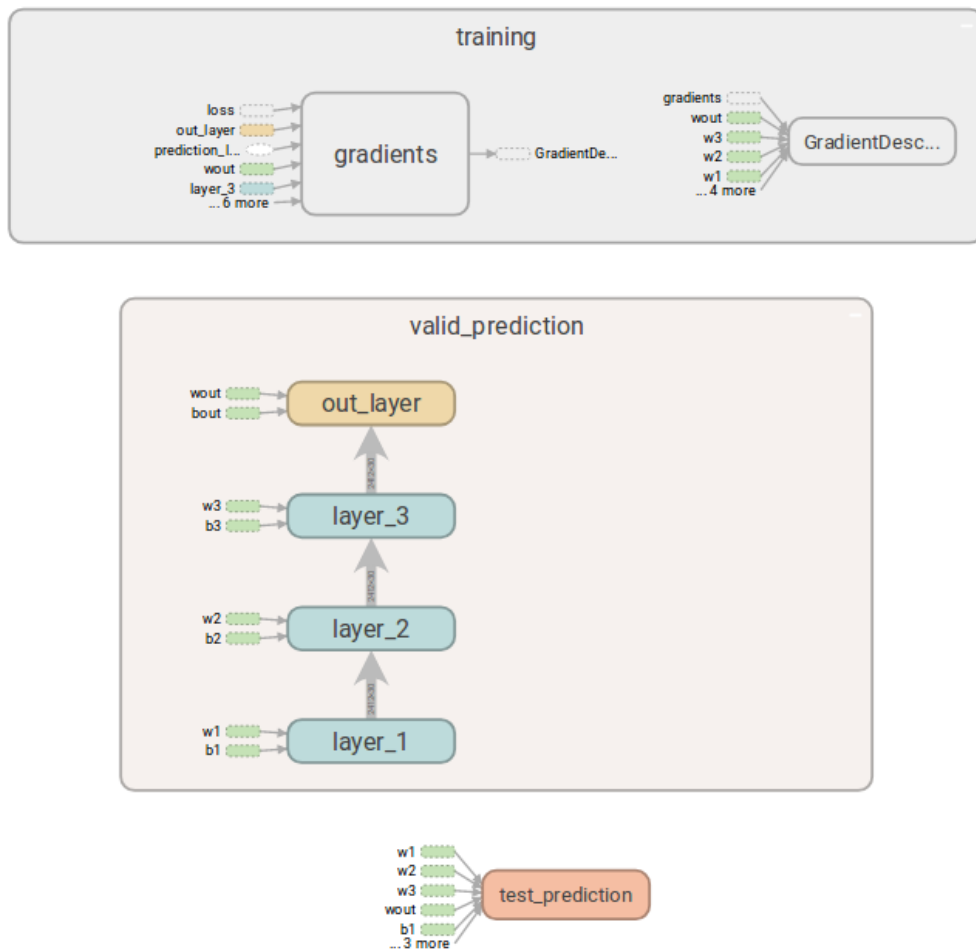 training
loss
out_layer
prediction_l...
wout
layer_3
... 6 more
gradients
GradientDe...
gradients
wout
w3
w2
w1
... 4 more
GradientDesc...
valid_prediction
wout
bout
out_layer
w3
b3
layer_3
w2
b2
layer_2
w1
b1
layer_1
w1
w2
w3
wout
b1
... 3 more
test_prediction